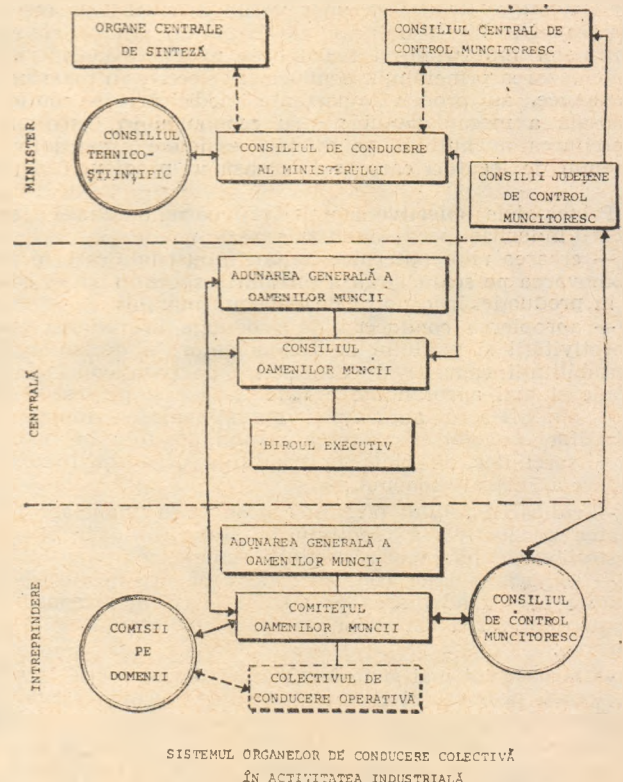 ORGANE CENTRALE
DE SINTEZĂ
CONSILIUL CENTRAL DE
CONTROL MUNCITORESC
MINISTER
CONSILIUL
TEHNICO-
ŞTIINŢIFIC
CONSILIUL DE CONDUCERE
AL MINISTERULUI
CONSILII JUDEŢENE
DE CONTROL
MUNCITORESC
CENTRALĂ
ADUNAREA GENERALĂ A
OAMENILOR MUNCII
CONSILIUL
OAMENILOR MUNCII
BIROUL EXECUTIV
INTREPRINDERE
ADUNAREA GENERALĂ A
OAMENILOR MUNCII
COMISII
PE
DOMENII
COMITETUL
OAMENILOR MUNCII
CONSILIUL
DE CONTROL
MUNCITORESC
COLECTIVUL DE
CONDUCERE OPERATIVĂ
SISTEMUL ORGANELOR DE CONDUCERE COLECTIVĂ
ÎN ACTIVITATEA INDUSTRIALĂ